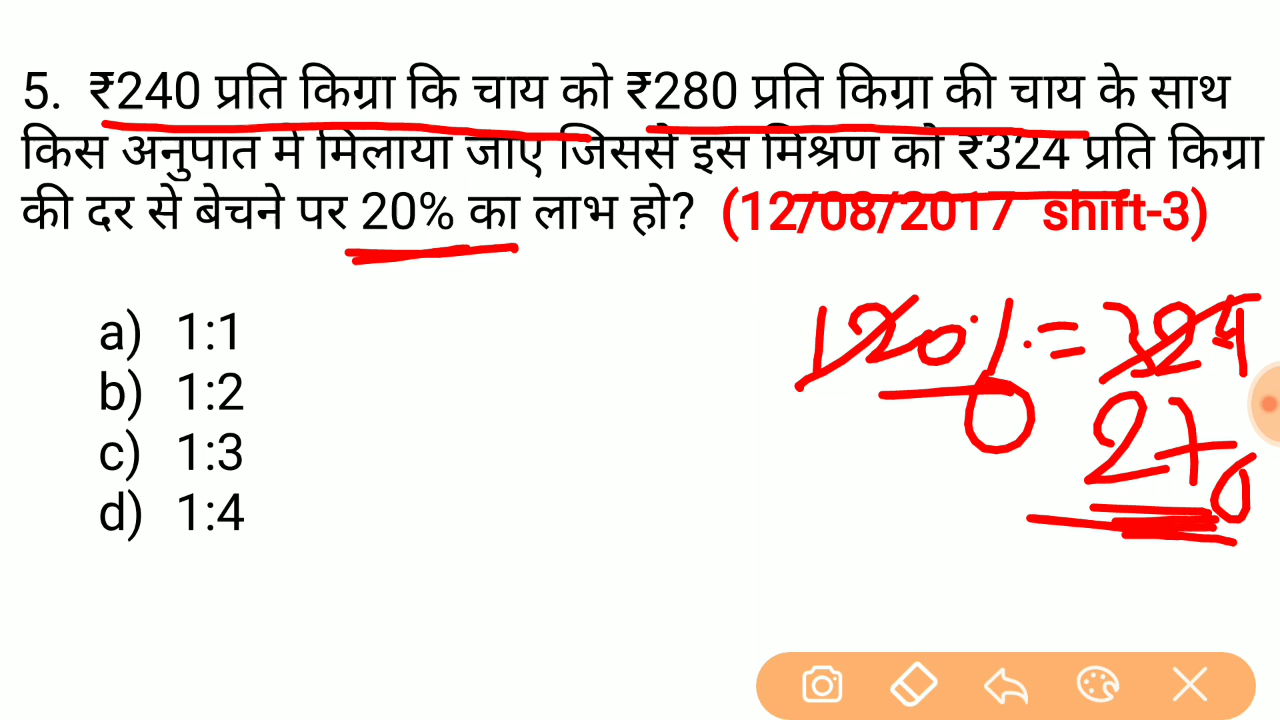 5. ₹240 प्रति किग्रा कि चाय को ₹280 प्रति किग्रा की चाय के साथ
किस अनुपात में मिलाया जाए जिससे इस मिश्रण को ₹324 प्रति किग्रा
की दर से बेचने पर 20% का लाभ हो? (12/08/2017 shift-3)
120% = 324
0 270
a) 1:1
b) 1:2
c) 1:3
d) 1:4